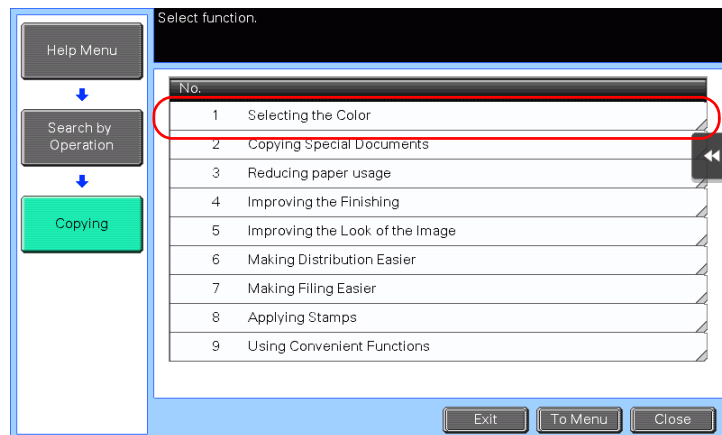 Select function.
Help Menu
Search by
Operation
Copying
No.
1 Selecting the Color
2 Copying Special Documents
3 Reducing paper usage
4 Improving the Finishing
5 Improving the Look of the Image
6 Making Distribution Easier
7 Making Filing Easier
8 Applying Stamps
9 Using Convenient Functions
Exit
To Menu
Close